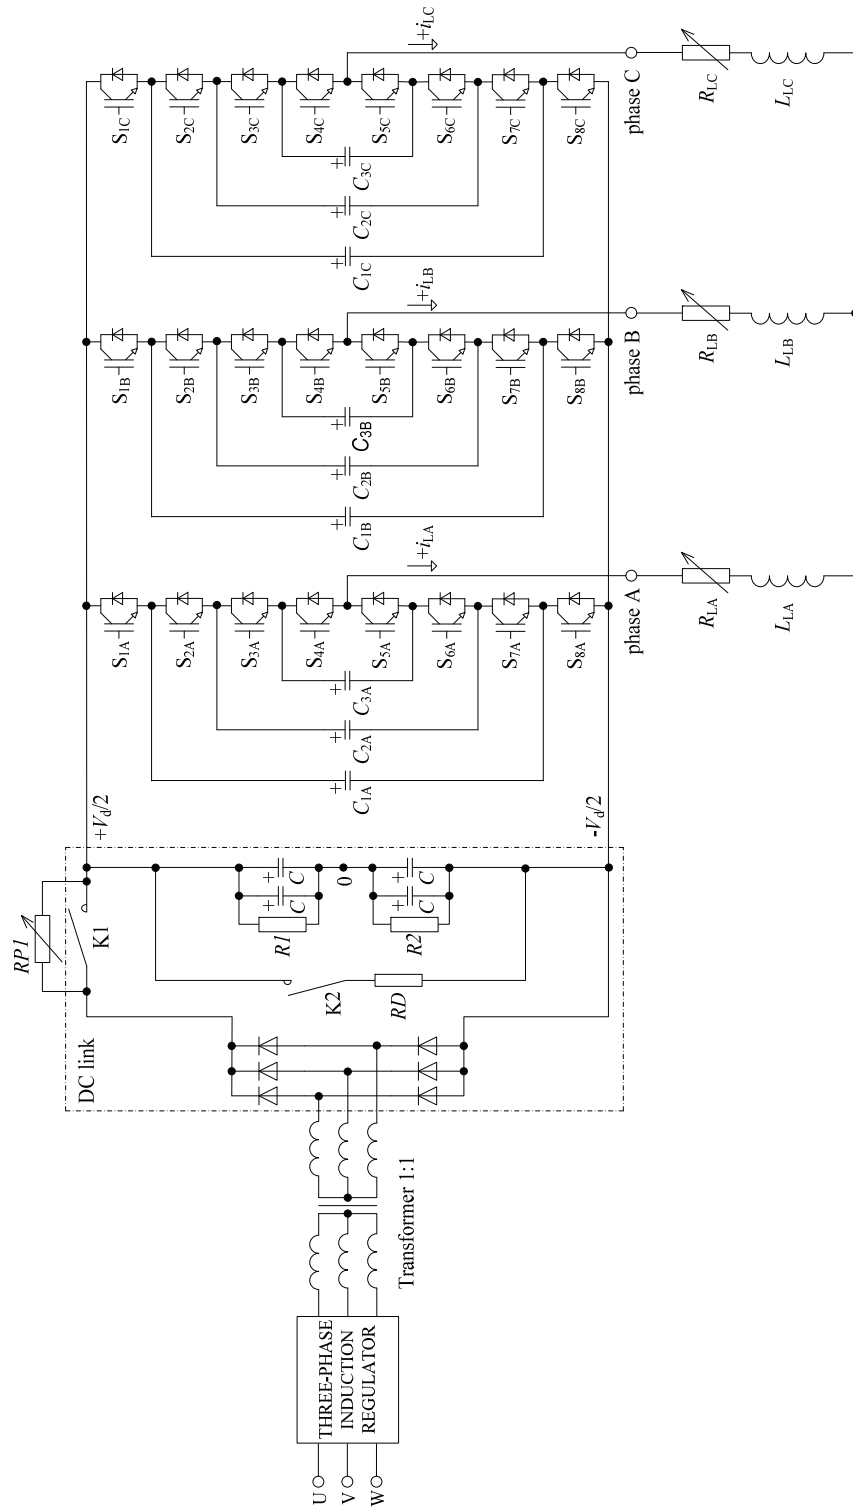 U
V
W
THREE-PHASE
INDUCTION
REGULATOR
Transformer 1:1
DC link
RP1
K1
K2
RD
R1
R2
C
C
C
C
0
+Vd/2
-Vd/2
C1A
C2A
C3A
S1A
S2A
S3A
S4A
S5A
S6A
S7A
S8A
+iLA
phase A
RLA
LLA
C1B
C2B
C3B
S1B
S2B
S3B
S4B
S5B
S6B
S7B
S8B
+iLB
phase B
RLB
LLB
C1C
C2C
C3C
S1C
S2C
S3C
S4C
S5C
S6C
S7C
S8C
+iLC
phase C
RLC
LLC